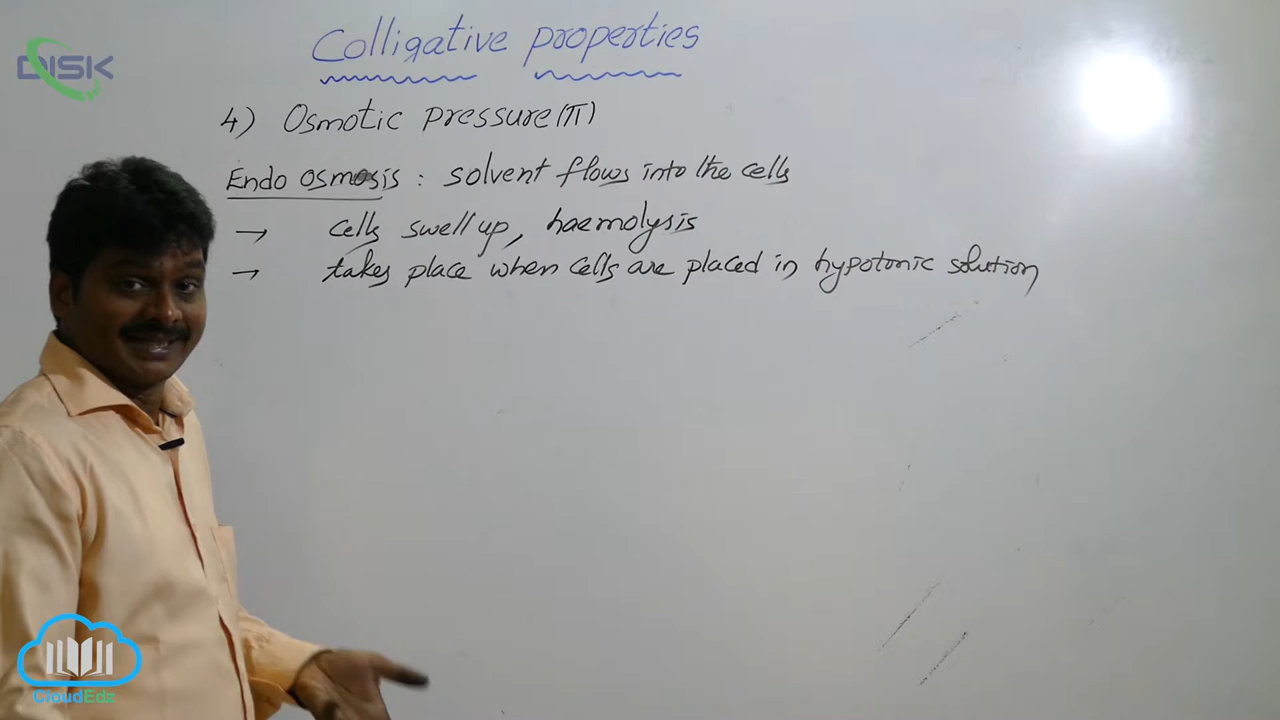 Colligative properties
DISK
4) Osmotic Pressure(π)
Endo osmosis : solvent flows into the cells
→ cells swell up, haemolysis
→ takes place when cells are placed in hypotonic solution
CloudEdz